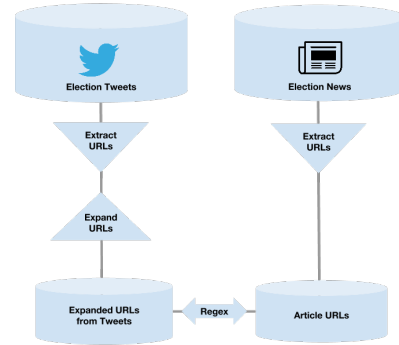 Election Tweets
Election News
Extract
URLs
Extract
URLs
Expand
URLs
Expanded URLs
from Tweets
Regex
Article URLs